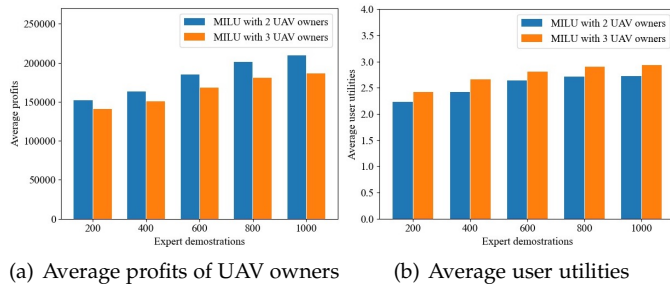 MILU with 2 UAV owners
MILU with 3 UAV owners
250000
200000
150000
100000
50000
0
Average profits
200 400 600 800 1000
Expert demostrations
(a) Average profits of UAV owners
MILU with 2 UAV owners
MILU with 3 UAV owners
4.0
3.5
3.0
2.5
2.0
1.5
1.0
0.5
0.0
Average user utilities
200 400 600 800 1000
Expert demostrations
(b) Average user utilities